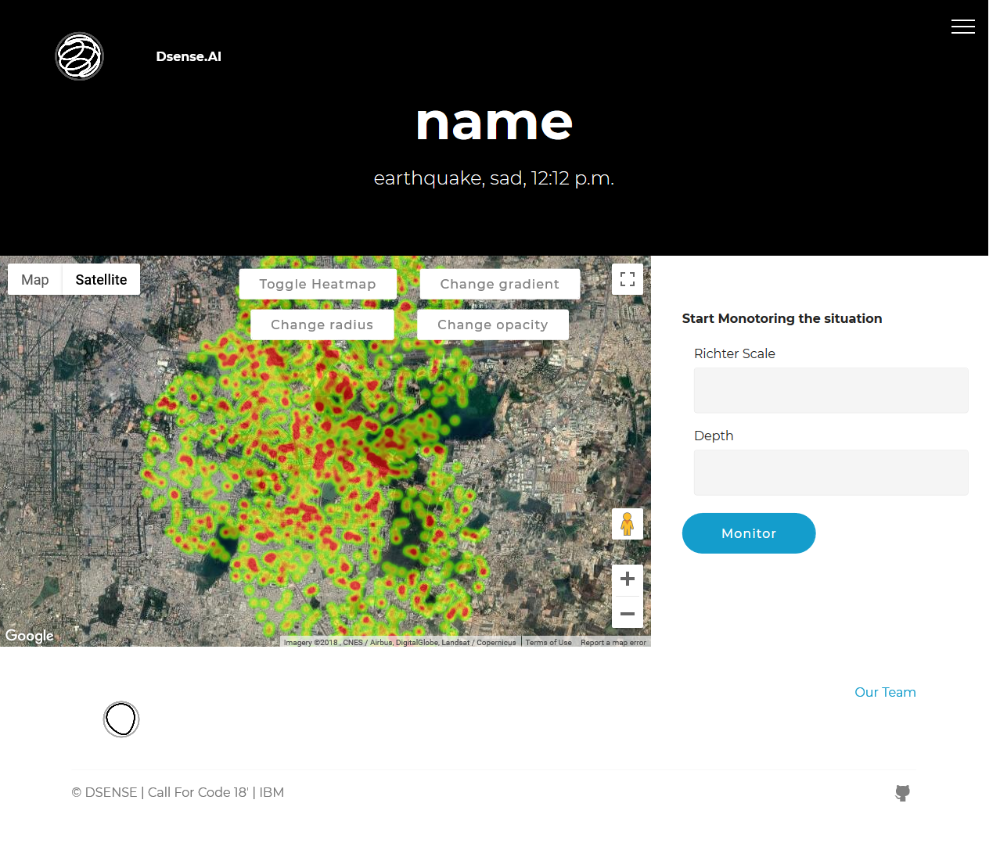 Dsense.AI
name
earthquake, sad, 12:12 p.m.
Map
Satellite
Toggle Heatmap
Change gradient
Change radius
Change opacity
Start Monotoring the situation
Richter Scale
Depth
Monitor
Google
Imagery ©2018 , CNES / Airbus, DigitalGlobe, Landsat / Copernicus
Terms of Use
Report a map error
Our Team
© DSENSE | Call For Code 18' | IBM